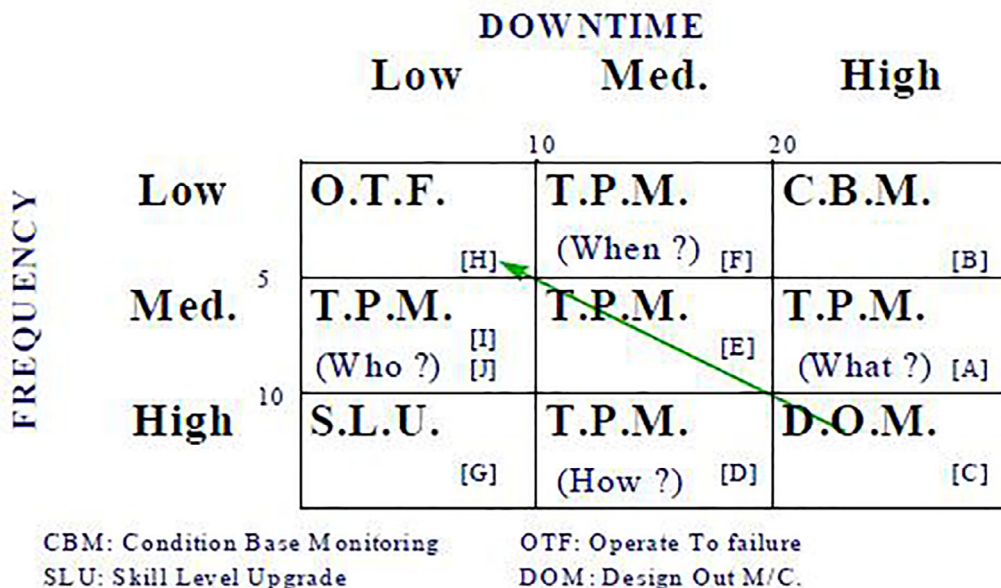 DOWNTIME
Low Med. High
10 20
FREQUENCY
Low O.T.F. T.P.M. C.B.M.
(When ?)
[H] [F] [B]
5
Med. T.P.M. T.P.M. T.P.M.
[I]
[E]
(Who ?) [J] (What ?) [A]
10
High S.L.U. T.P.M. D.O.M.
[G] (How ?) [D] [C]
CBM: Condition Base Monitoring OTF: Operate To failure
SLU: Skill Level Upgrade DOM: Design Out M/C.